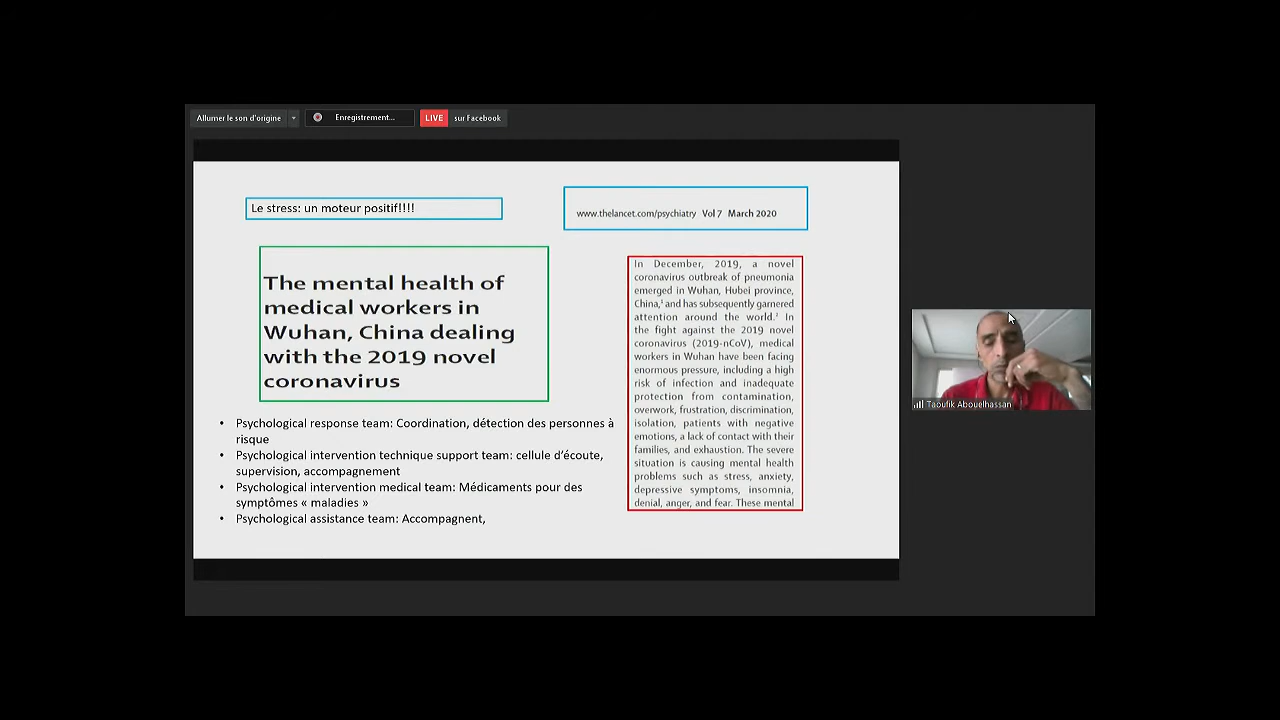 Allumer le son d'origine
Enregistrement...
LIVE
sur Facebook
Le stress: un moteur positif!!!!
www.thelancet.com/psychiatry Vol 7 March 2020
The mental health of
medical workers in
Wuhan, China dealing
with the 2019 novel
coronavirus
• Psychological response team: Coordination, détection des personnes à
risque
• Psychological intervention technique support team: cellule d'écoute,
supervision, accompagnement
• Psychological intervention medical team: Médicaments pour des
symptômes « maladies »
• Psychological assistance team: Accompagnent,
In December, 2019, a novel
coronavirus outbreak of pneumonia
emerged in Wuhan, Hubei province,
China,¹ and has subsequently garnered
attention around the world.² In
the fight against the 2019 novel
coronavirus (2019-nCoV), medical
workers in Wuhan have been facing
enormous pressure, including a high
risk of infection and inadequate
protection from contamination,
overwork, frustration, discrimination,
isolation, patients with negative
emotions, a lack of contact with their
families, and exhaustion. The severe
situation is causing mental health
problems such as stress, anxiety,
depressive symptoms, insomnia,
denial, anger, and fear. These mental
Taoufik Abouelhassan